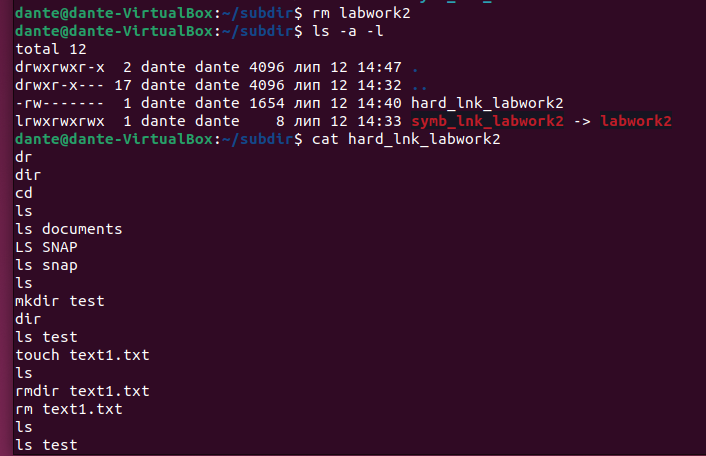 dante@dante-VirtualBox:~/subdir$ rm labwork2
dante@dante-VirtualBox:~/subdir$ ls -a -l
total 12
drwxrwxr-x  2 dante dante 4096 лип 12 14:47 .
drwxr-x--- 17 dante dante 4096 лип 12 14:32 ..
-rw-------  1 dante dante 1654 лип 12 14:40 hard_lnk_labwork2
lrwxrwxrwx  1 dante dante    8 лип 12 14:33 symb_lnk_labwork2 -> labwork2
dante@dante-VirtualBox:~/subdir$ cat hard_lnk_labwork2
dr
dir
cd
ls
ls documents
LS SNAP
ls snap
ls
mkdir test
dir
ls test
touch text1.txt
ls
rmdir text1.txt
rm text1.txt
ls
ls test